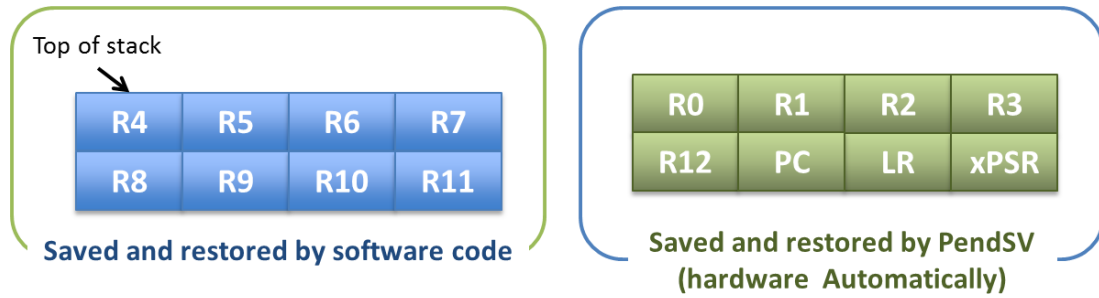 Top of stack
R4 R5 R6 R7
R8 R9 R10 R11
Saved and restored by software code
R0 R1 R2 R3
R12 PC LR xPSR
Saved and restored by PendSV
(hardware Automatically)